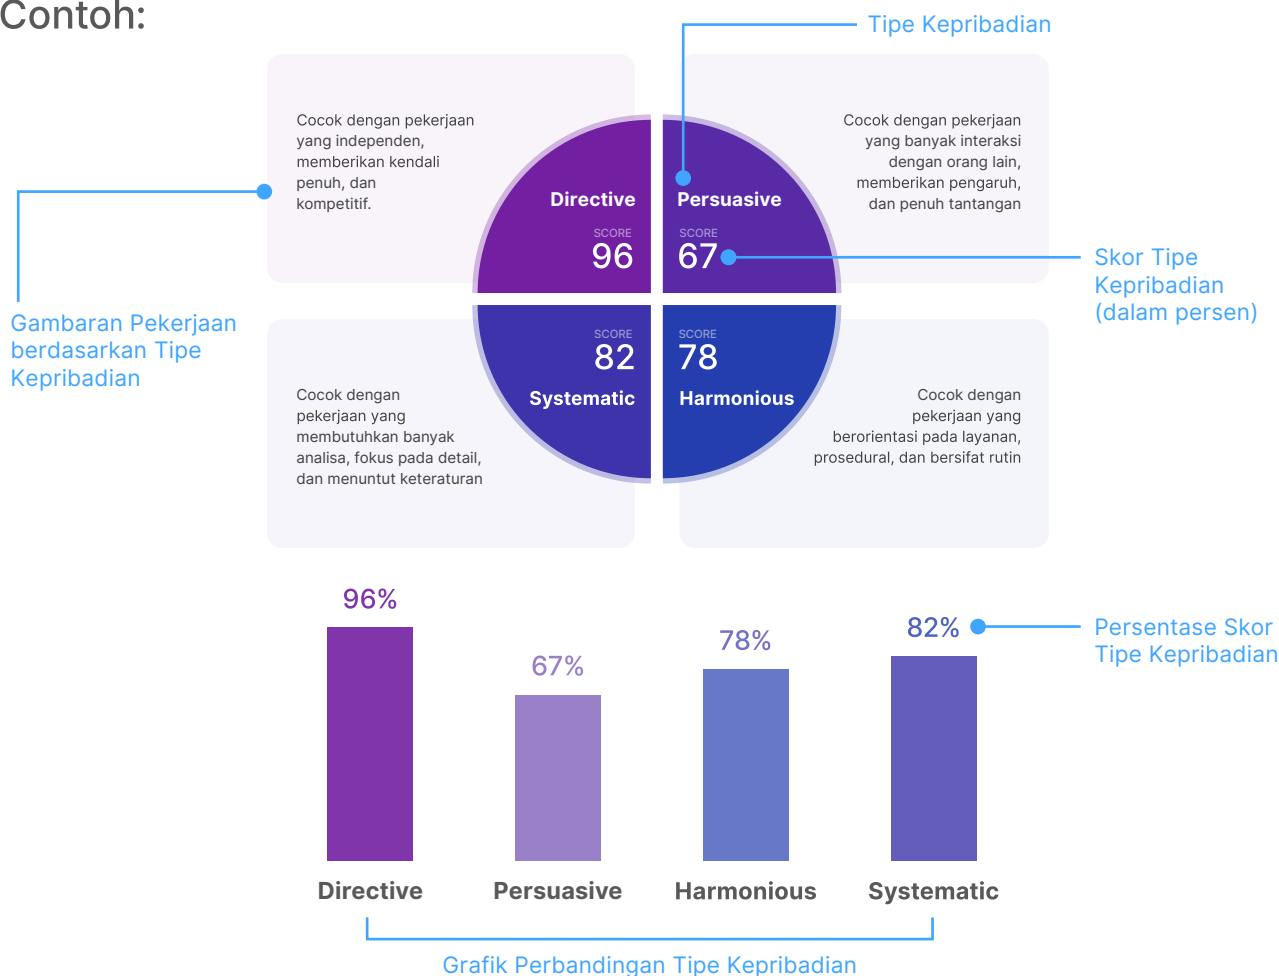 Contoh:
Tipe Kepribadian
Cocok dengan pekerjaan
yang independen,
memberikan kendali
penuh, dan
kompetitif.
Directive
SCORE
96
Persuasive
SCORE
67
Cocok dengan pekerjaan
yang banyak interaksi
dengan orang lain,
memberikan pengaruh,
dan penuh tantangan
Skor Tipe
Kepribadian
(dalam persen)
Gambaran Pekerjaan
berdasarkan Tipe
Kepribadian
Cocok dengan
pekerjaan yang
membutuhkan banyak
analisa, fokus pada detail,
dan menuntut keteraturan
SCORE
82
Systematic
SCORE
78
Harmonious
Cocok dengan
pekerjaan yang
berorientasi pada layanan,
prosedural, dan bersifat rutin
96%
67%
78%
82%
Persentase Skor
Tipe Kepribadian
Directive
Persuasive
Harmonious
Systematic
Grafik Perbandingan Tipe Kepribadian